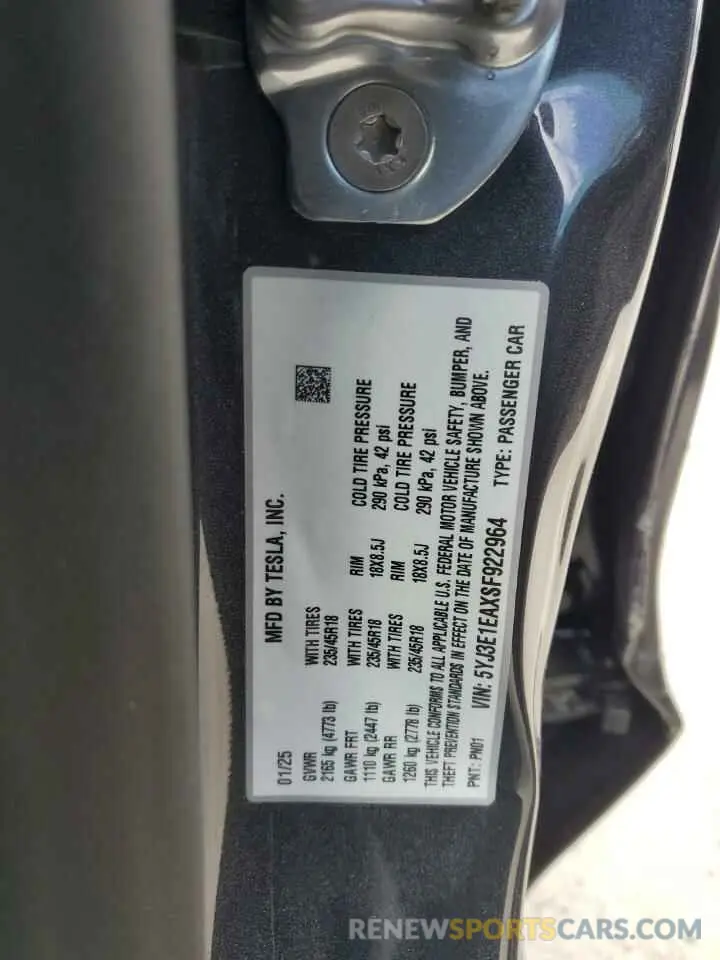 MFD BY TESLA, INC.
01/25
GVWR
2165 kg (4773 lb)
GAWR FRT WITH TIRES RIM COLD TIRE PRESSURE
1110 kg (2447 lb) 235/45R18 18X8.5J 290 kPa, 42 psi
GAWR RR WITH TIRES RIM COLD TIRE PRESSURE
1260 kg (2778 lb) 235/45R18 18X8.5J 290 kPa, 42 psi
WITH TIRES
235/45R18
THIS VEHICLE CONFORMS TO ALL APPLICABLE U.S. FEDERAL MOTOR VEHICLE SAFETY, BUMPER, AND
THEFT PREVENTION STANDARDS IN EFFECT ON THE DATE OF MANUFACTURE SHOWN ABOVE.
PNT: PN01 VIN: 5YJ3E1EAXSF922964 TYPE: PASSENGER CAR
RENEWSPORTSCARS.COM